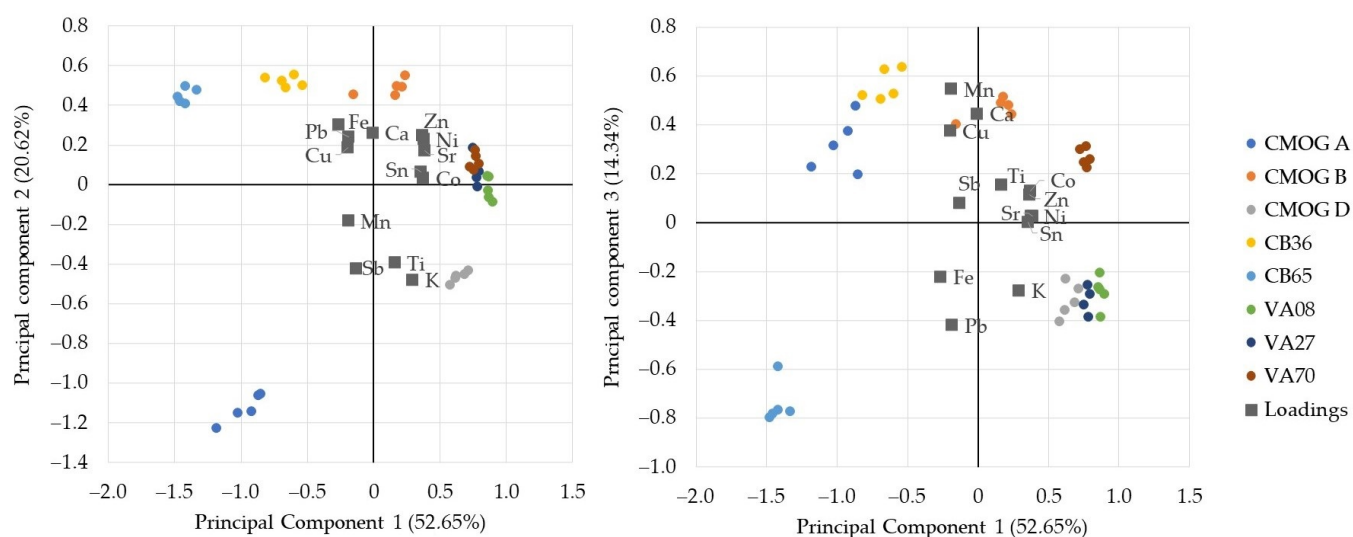 Prncipal Component 2 (20.62%)
0.8
0.6
0.4
0.2
0
−0.2
−0.4
−0.6
−0.8
−1.0
−1.2
−1.4
Fe
Zn
Pb
Ca
Ni
Cu
Sr
Sn
Co
Mn
Sb
Ti
K
−2.0 −1.5 −1.0 −0.5 0 0.5 1.0 1.5
Principal Component 1 (52.65%)
Prncipal component 3 (14.34%)
0.8
0.6
0.4
0.2
0
−0.2
−0.4
−0.6
−0.8
−1.0
Mn
Ca
Cu
Sb
Ti
Co
Zn
Sr
Ni
Sn
Fe
K
Pb
−2.0 −1.5 −1.0 −0.5 0 0.5 1.0 1.5
Principal Component 1 (52.65%)
CMOG A
CMOG B
CMOG D
CB36
CB65
VA08
VA27
VA70
Loadings